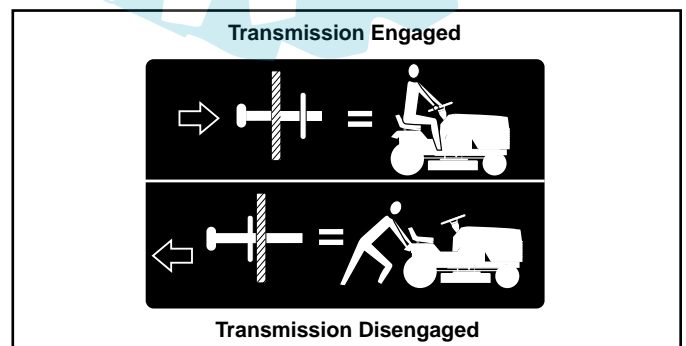 Transmission Engaged
=
=
Transmission Disengaged